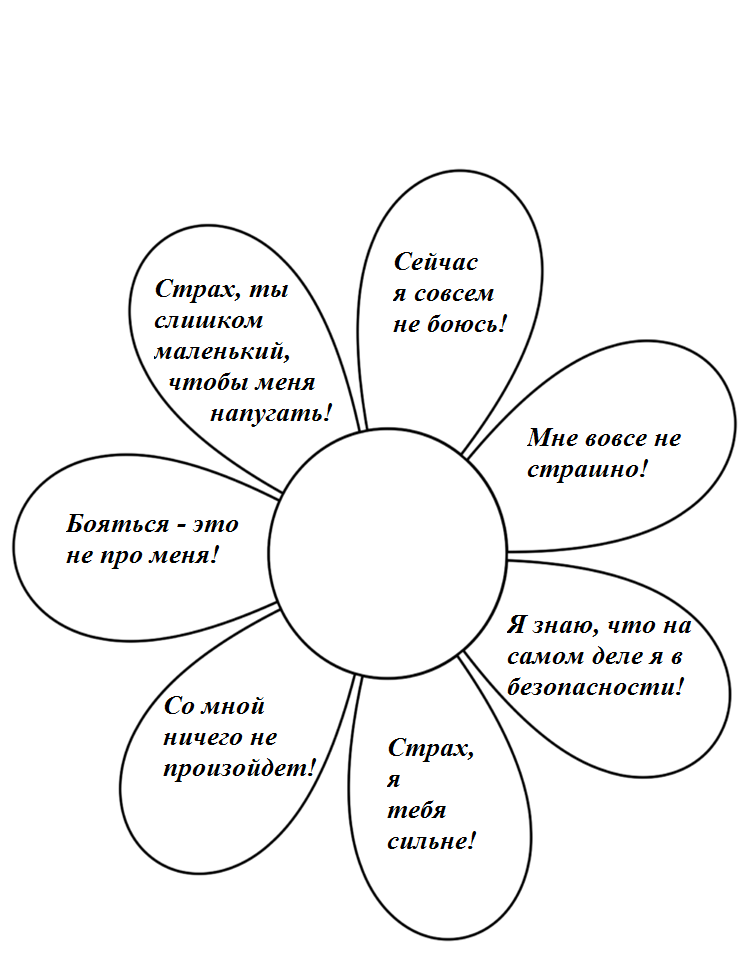 Сейчас
я совсем
не боюсь!
Мне вовсе не
страшно!
Я знаю, что на
самом деле я в
безопасности!
Страх,
я
тебя
сильне!
Со мной
ничего не
произойдет!
Бояться - это
не про меня!
Страх, ты
слишком
маленький,
чтобы меня
напугать!